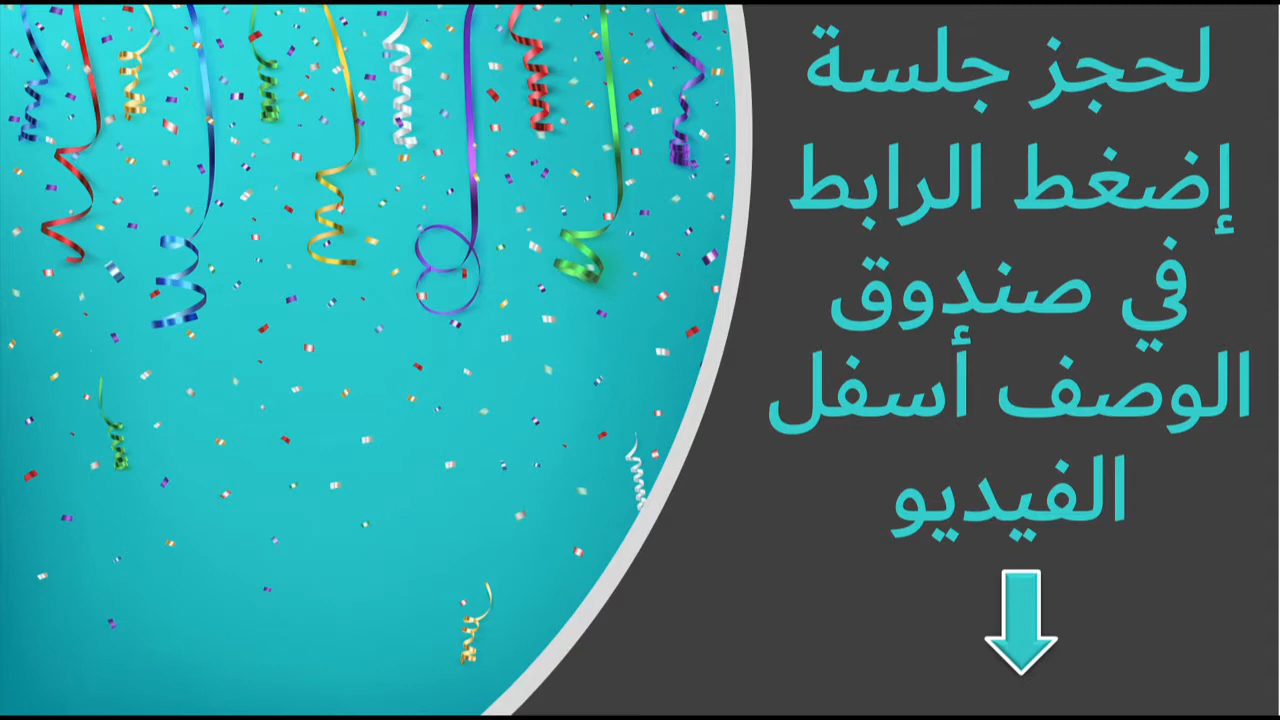 لحجز جلسة
إضغط الرابط
في صندوق
الوصف أسفل
الفيديو